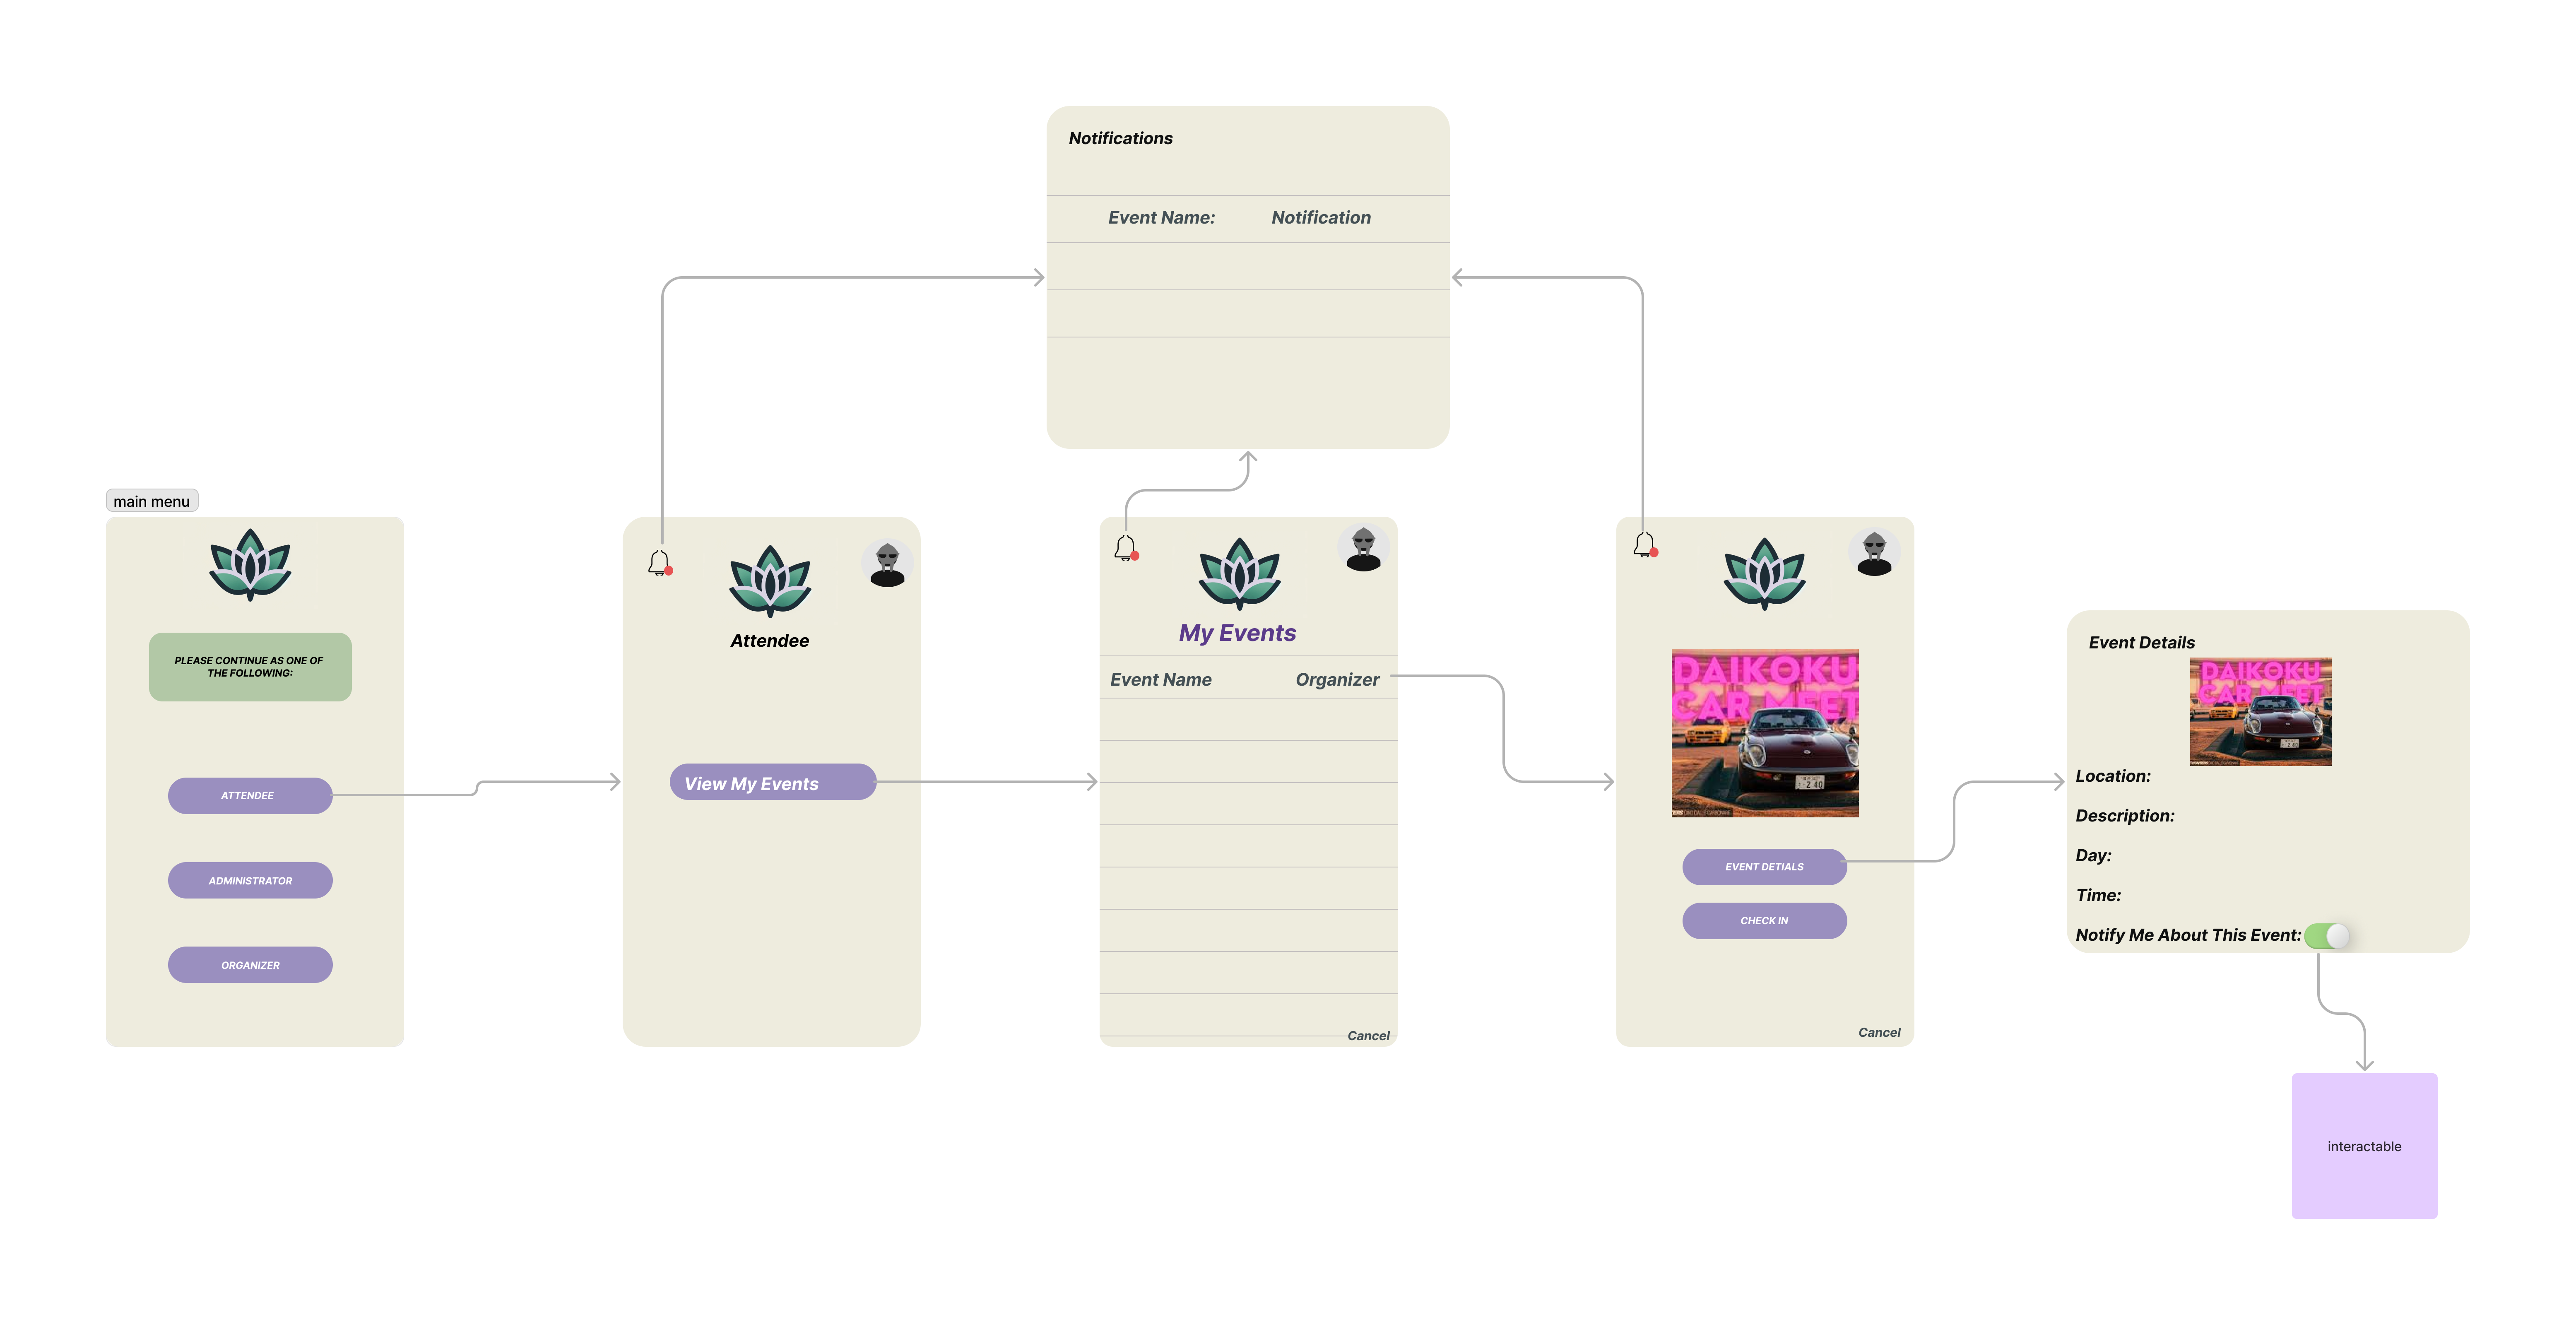 Notifications
Event Name: Notification
main menu
PLEASE CONTINUE AS ONE OF
THE FOLLOWING:
ATTENDEE
ADMINISTRATOR
ORGANIZER
Attendee
View My Events
My Events
Event Name Organizer
Cancel
DAIKOKU
CAR MEET
EVENT DETIALS
CHECK IN
Cancel
Event Details
DAIKOKU
CAR MEET
Location:
Description:
Day:
Time:
Notify Me About This Event:
interactable